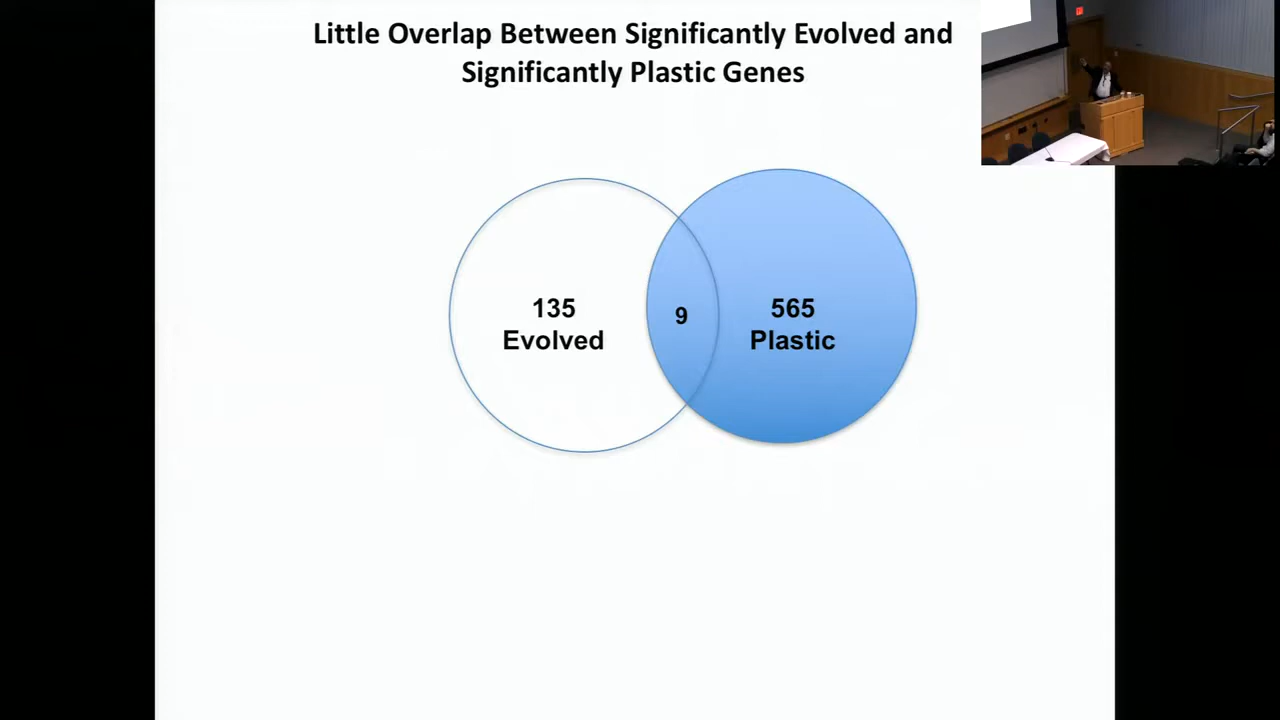 Little Overlap Between Significantly Evolved and
Significantly Plastic Genes
135
Evolved
9
565
Plastic